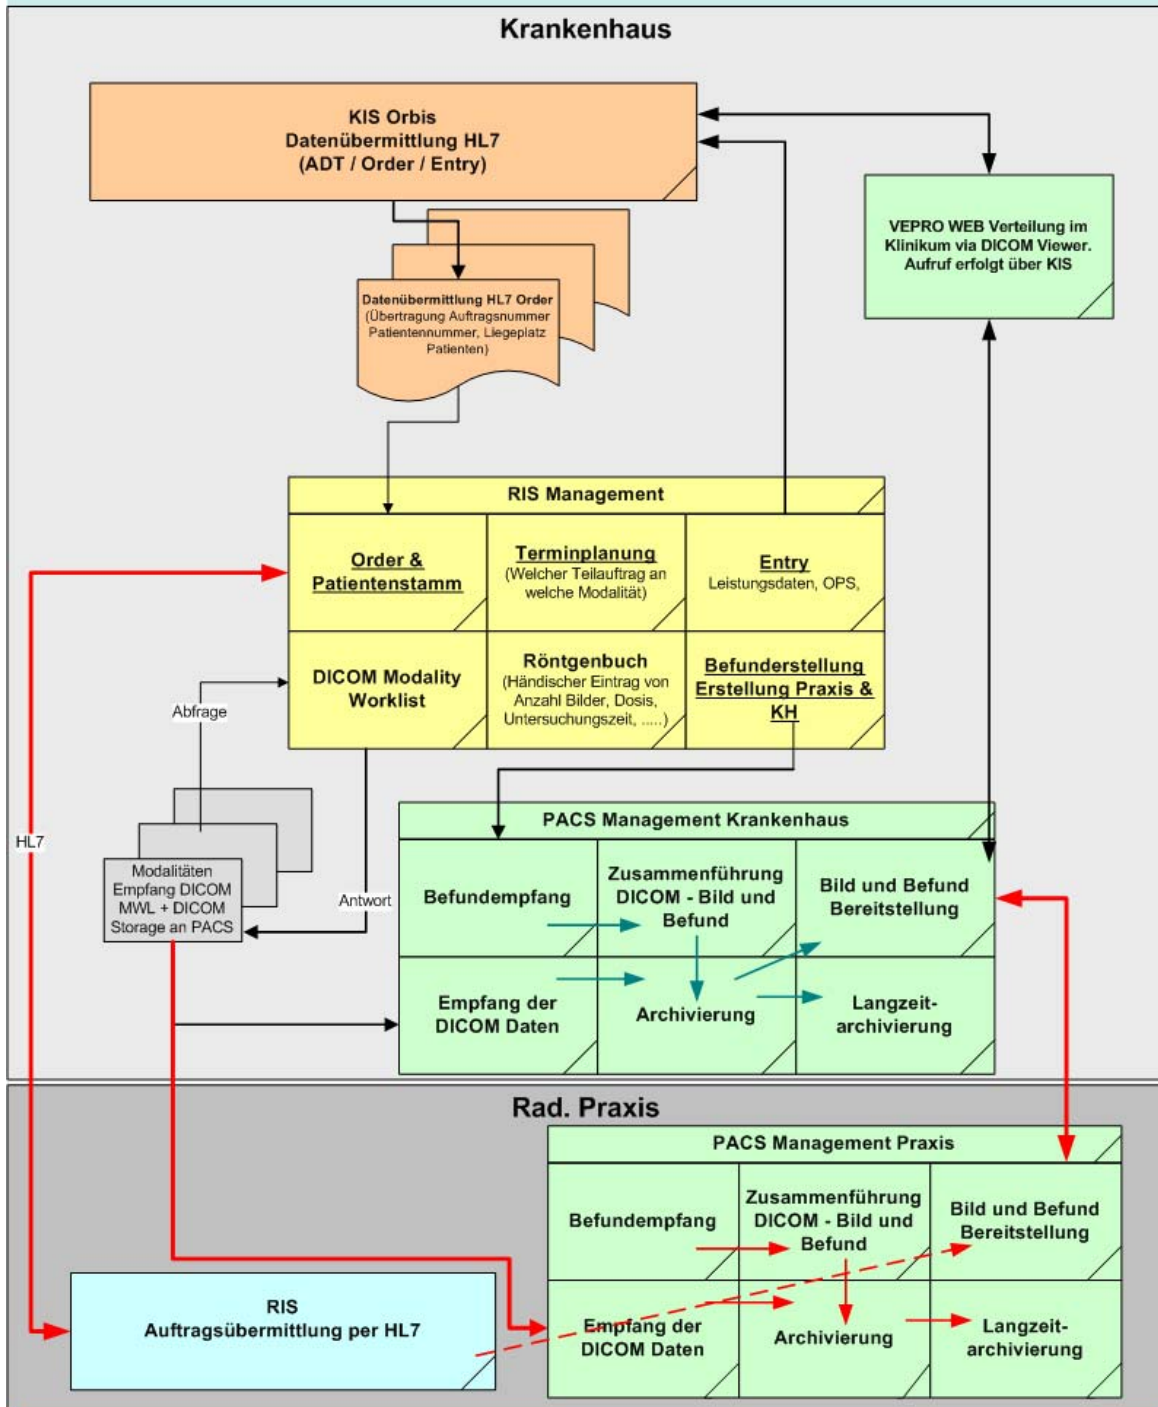 Krankenhaus
KIS Orbis
Datenübermittlung HL7
(ADT / Order / Entry)
VEPRO WEB Verteilung im
Klinikum via DICOM Viewer.
Aufruf erfolgt über KIS
Datenübermittlung HL7 Order
(Übertragung Auftragsnummer
Patientennummer, Liegeplatz
Patienten)
RIS Management
Order &
Patientenstamm
Terminplanung
(Welcher Teilauftrag an
welche Modalität)
Entry
Leistungsdaten, OPS,
DICOM Modality
Worklist
Röntgenbuch
(Händischer Eintrag von
Anzahl Bilder, Dosis,
Untersuchungszeit, .....)
Befunderstellung
Erstellung Praxis &
KH
Abfrage
HL7
Modalitäten
Empfang DICOM
MWL + DICOM
Storage an PACS
Antwort
PACS Management Krankenhaus
Befundempfang
Zusammenführung
DICOM - Bild und
Befund
Bild und Befund
Bereitstellung
Empfang der
DICOM Daten
Archivierung
Langzeit-
archivierung
Rad. Praxis
PACS Management Praxis
Befundempfang
Zusammenführung
DICOM - Bild und
Befund
Bild und Befund
Bereitstellung
RIS
Auftragsübermittlung per HL7
Empfang der
DICOM Daten
Archivierung
Langzeit-
archivierung